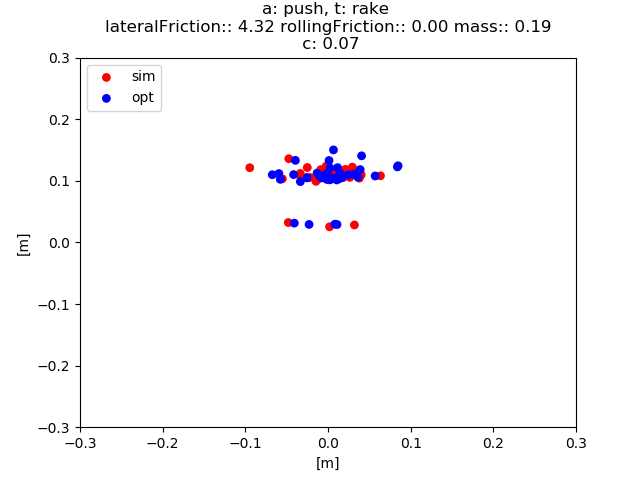 a: push, t: rake
lateralFriction:: 4.32 rollingFriction:: 0.00 mass:: 0.19
c: 0.07
sim
opt
0.3
0.2
0.1
0.0
−0.1
−0.2
−0.3
[m]
−0.3
−0.2
−0.1
0.0
0.1
0.2
0.3
[m]